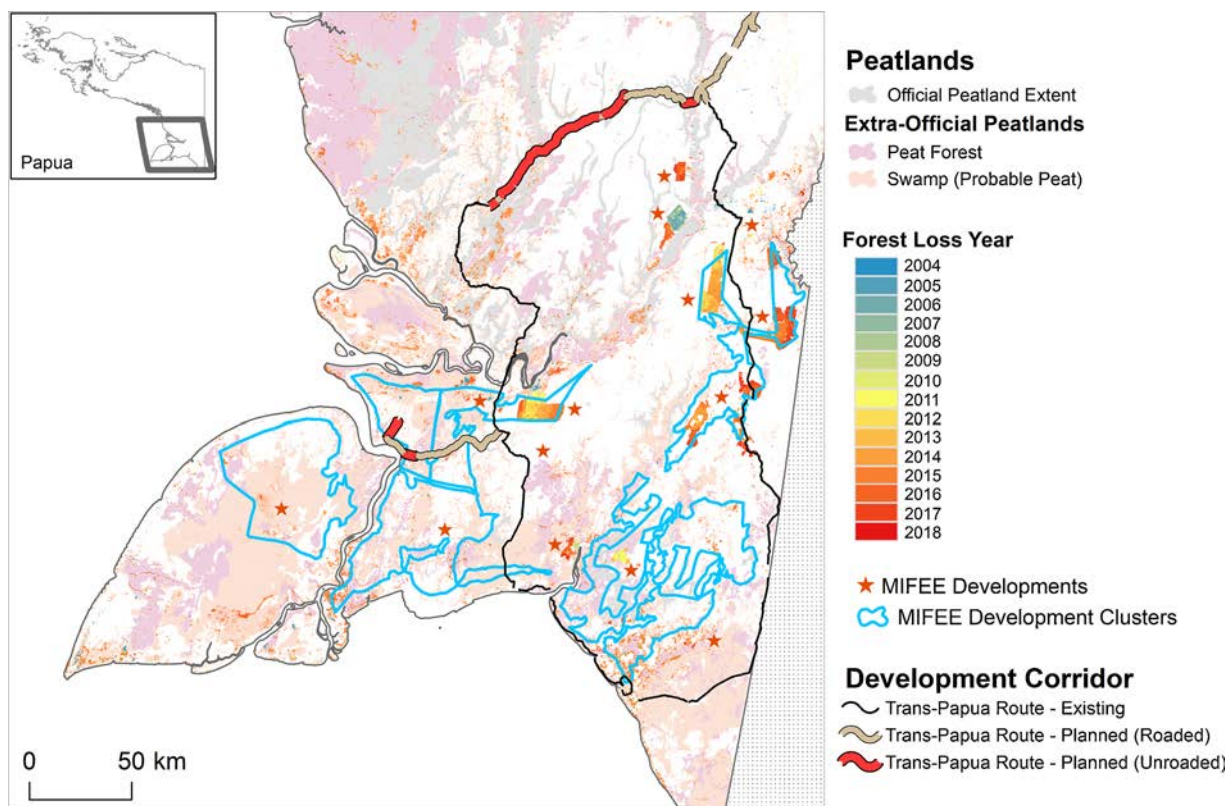 Papua
0 50 km
Peatlands
Official Peatland Extent
Extra-Official Peatlands
Peat Forest
Swamp (Probable Peat)
Forest Loss Year
2004
2005
2006
2007
2008
2009
2010
2011
2012
2013
2014
2015
2016
2017
2018
MIFEE Developments
MIFEE Development Clusters
Development Corridor
Trans-Papua Route - Existing
Trans-Papua Route - Planned (Roaded)
Trans-Papua Route - Planned (Unroaded)